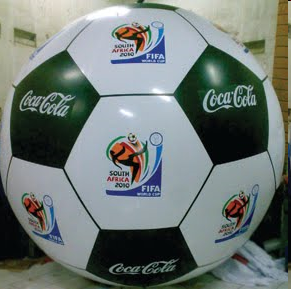 SOUTH
AFRICA
2010
FIFA
WORLD CUP
Coca-Cola
Coca-Cola
SOUTH
AFRICA
2010
FIFA
WORLD CUP
Coca-Cola